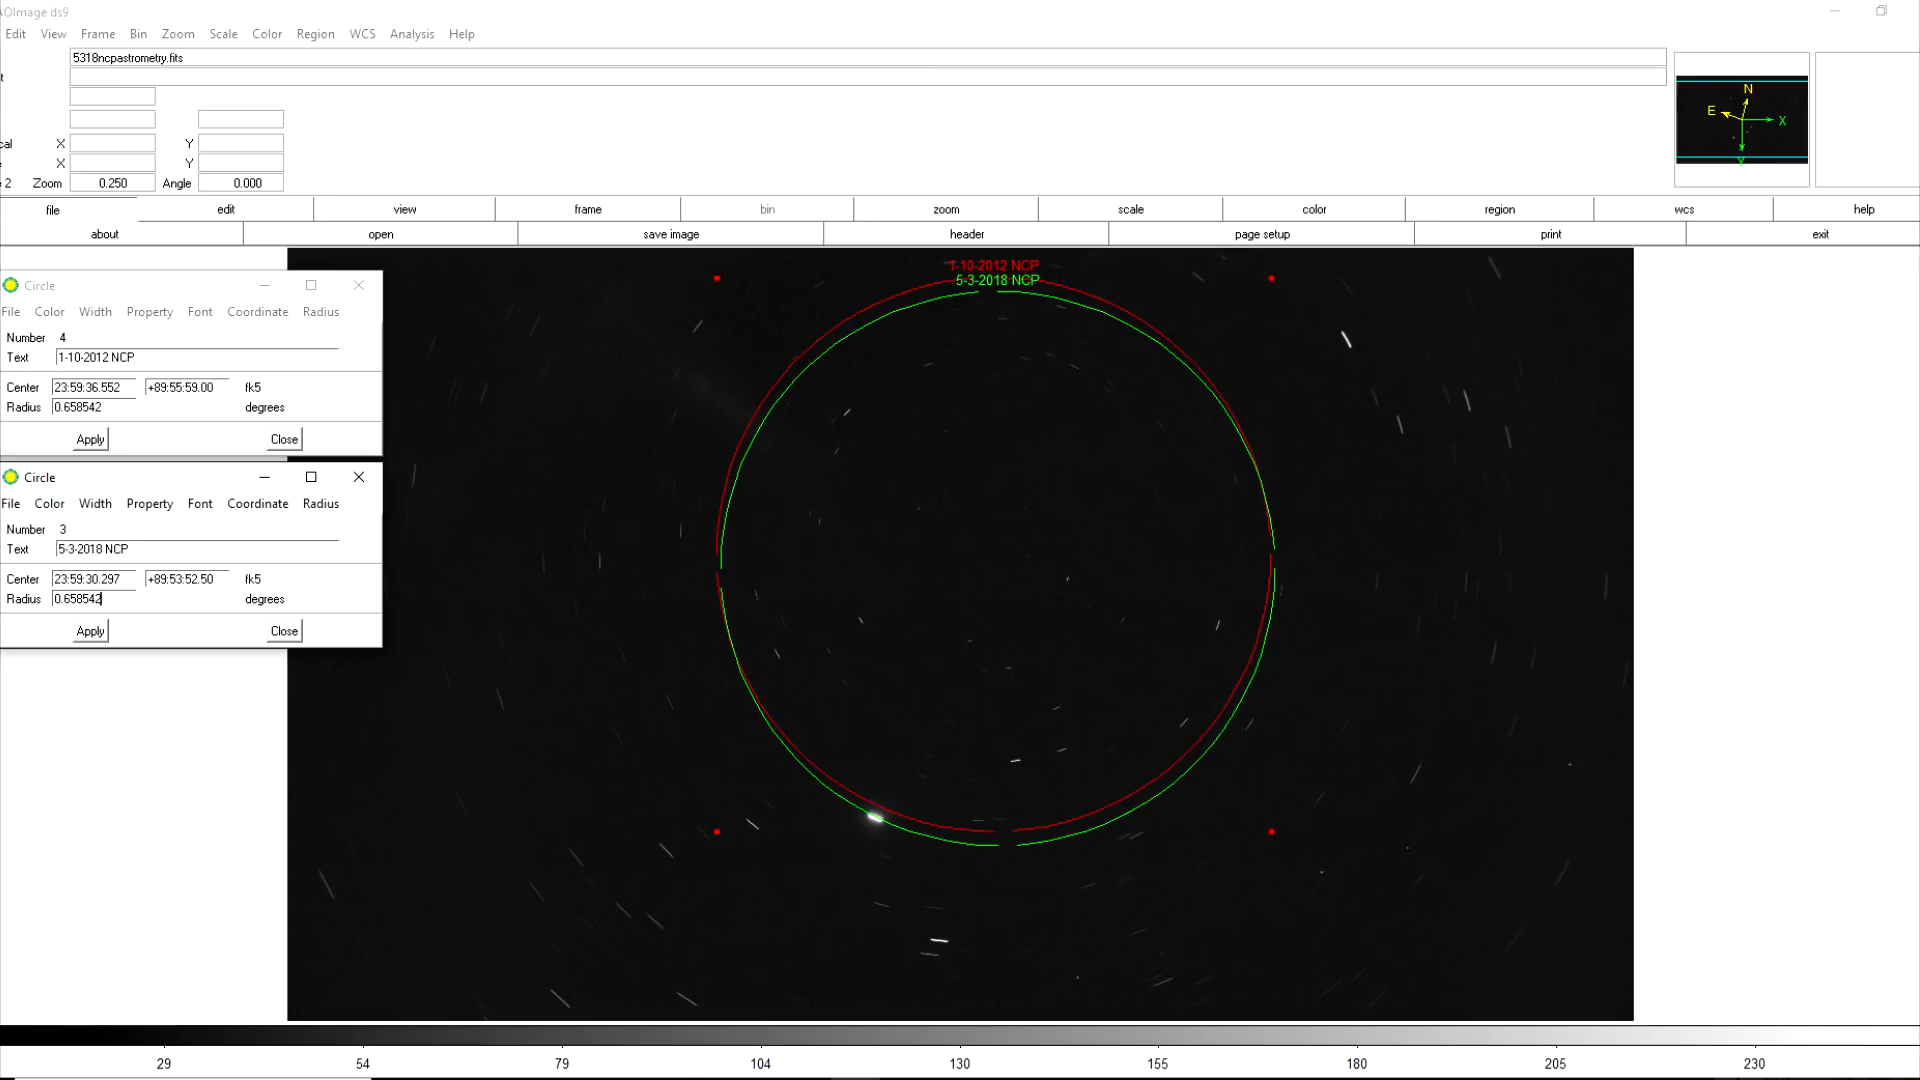 AOImage ds9
Edit View Frame Bin Zoom Scale Color Region WCS Analysis Help
5318ncpastrometry.fits
N
E
X
Y
X Y
X Y
2 Zoom 0.250 Angle 0.000
file edit view frame bin zoom scale color region wcs help
about open save image header page setup print exit
1-10-2012 NCP
5-3-2018 NCP
Circle
File Color Width Property Font Coordinate Radius
Number 4
Text 1-10-2012 NCP
Center 23:59:36.552 +89:55:59.00 fk5
Radius 0.658542 degrees
Apply Close
Circle
File Color Width Property Font Coordinate Radius
Number 3
Text 5-3-2018 NCP
Center 23:59:30.297 +89:53:52.50 fk5
Radius 0.658542 degrees
Apply Close
29 54 79 104 130 155 180 205 230